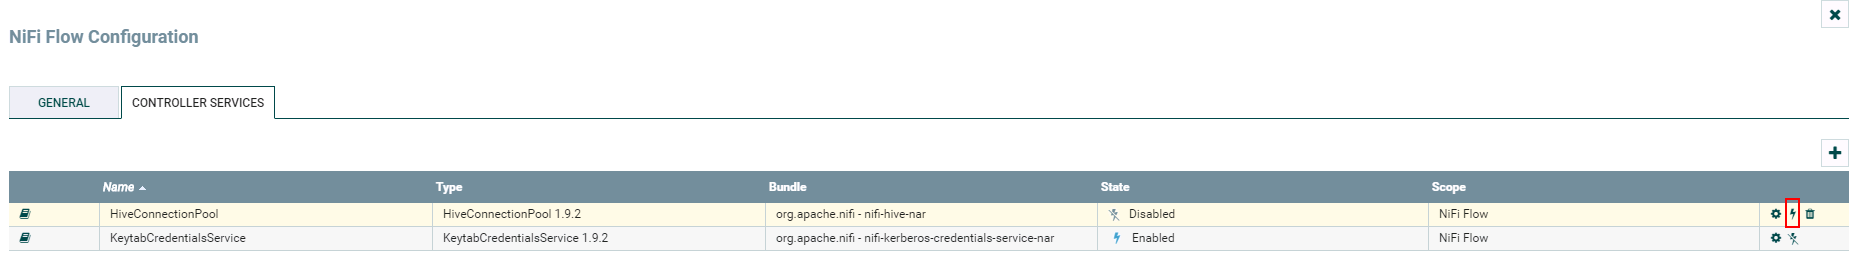 NiFi Flow Configuration
GENERAL CONTROLLER SERVICES
Name Type Bundle State Scope
HiveConnectionPool HiveConnectionPool 1.9.2 org.apache.nifi - nifi-hive-nar Disabled NiFi Flow
KeytabCredentialsService KeytabCredentialsService 1.9.2 org.apache.nifi - nifi-kerberos-credentials-service-nar Enabled NiFi Flow